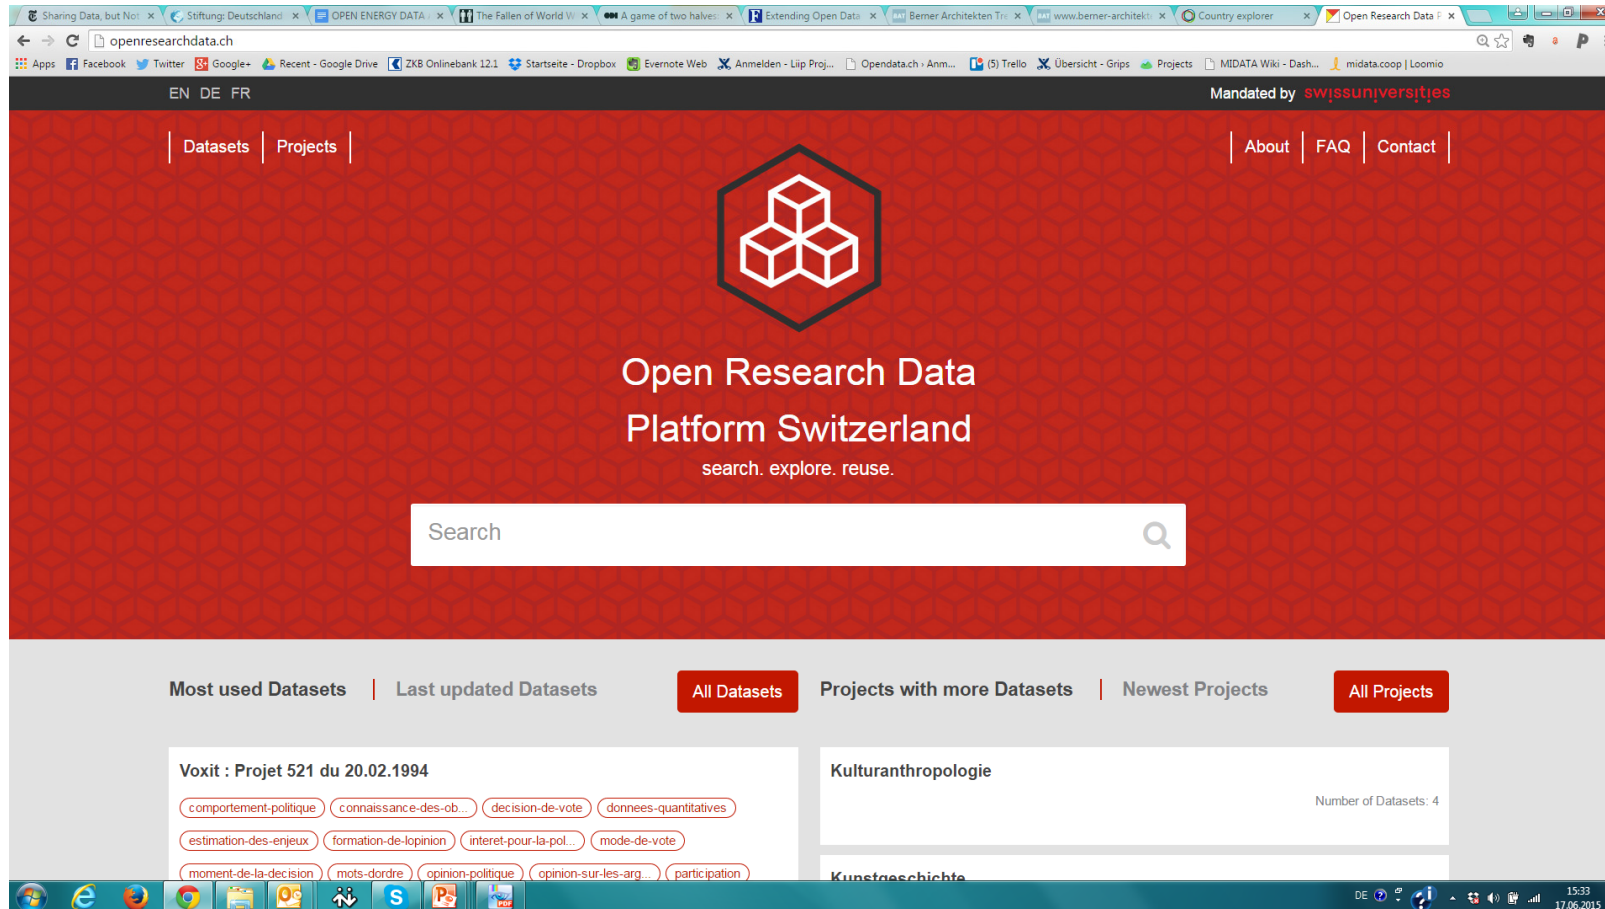 Sharing Data, but Not
Stiftung: Deutschland
OPEN ENERGY DATA
The Fallen of World W
A game of two halves:
Extending Open Data
Berner Architekten Tre
www.berner-architekt
Country explorer
Open Research Data P
openresearchdata.ch
Apps Facebook Twitter Google+ Recent - Google Drive ZKB Onlinebank 12.1 Startseite - Dropbox Evernote Web Anmelden - Liip Proj... Opendata.ch › Anm... (5) Trello Übersicht - Grips Projects MIDATA Wiki - Dash... midata.coop | Loomio
EN DE FR
Mandated by swissuniversities
Datasets Projects
About FAQ Contact
Open Research Data
Platform Switzerland
search. explore. reuse.
Search
Most used Datasets Last updated Datasets All Datasets
Projects with more Datasets Newest Projects All Projects
Voxit : Projet 521 du 20.02.1994
comportement-politique connaissance-des-ob... decision-de-vote donnees-quantitatives
estimation-des-enjeux formation-de-lopinion interet-pour-la-pol... mode-de-vote
moment-de-la-decision mots-dordre opinion-politique opinion-sur-les-arg... participation
Kulturanthropologie
Number of Datasets: 4
Kunstgeschichte
DE
15:33
17.06.2015